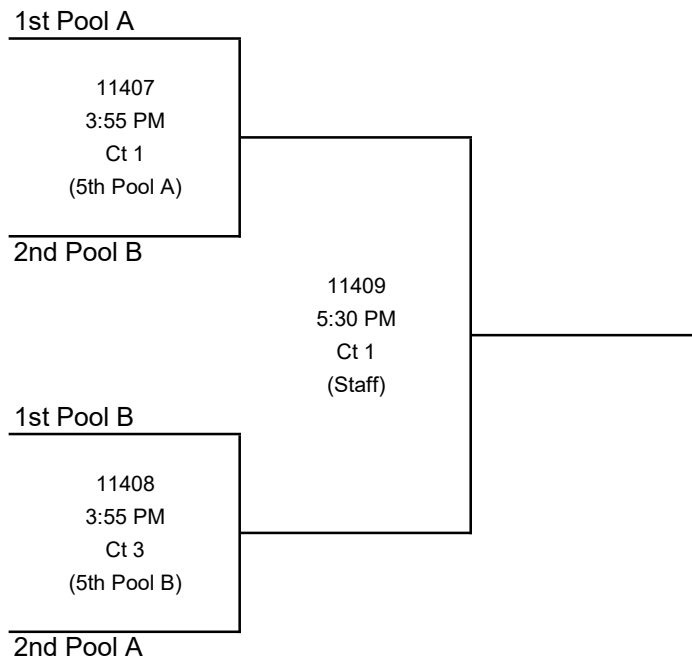 1st Pool A
11407
3:55 PM
Ct 1
(5th Pool A)
2nd Pool B
11409
5:30 PM
Ct 1
(Staff)
1st Pool B
11408
3:55 PM
Ct 3
(5th Pool B)
2nd Pool A